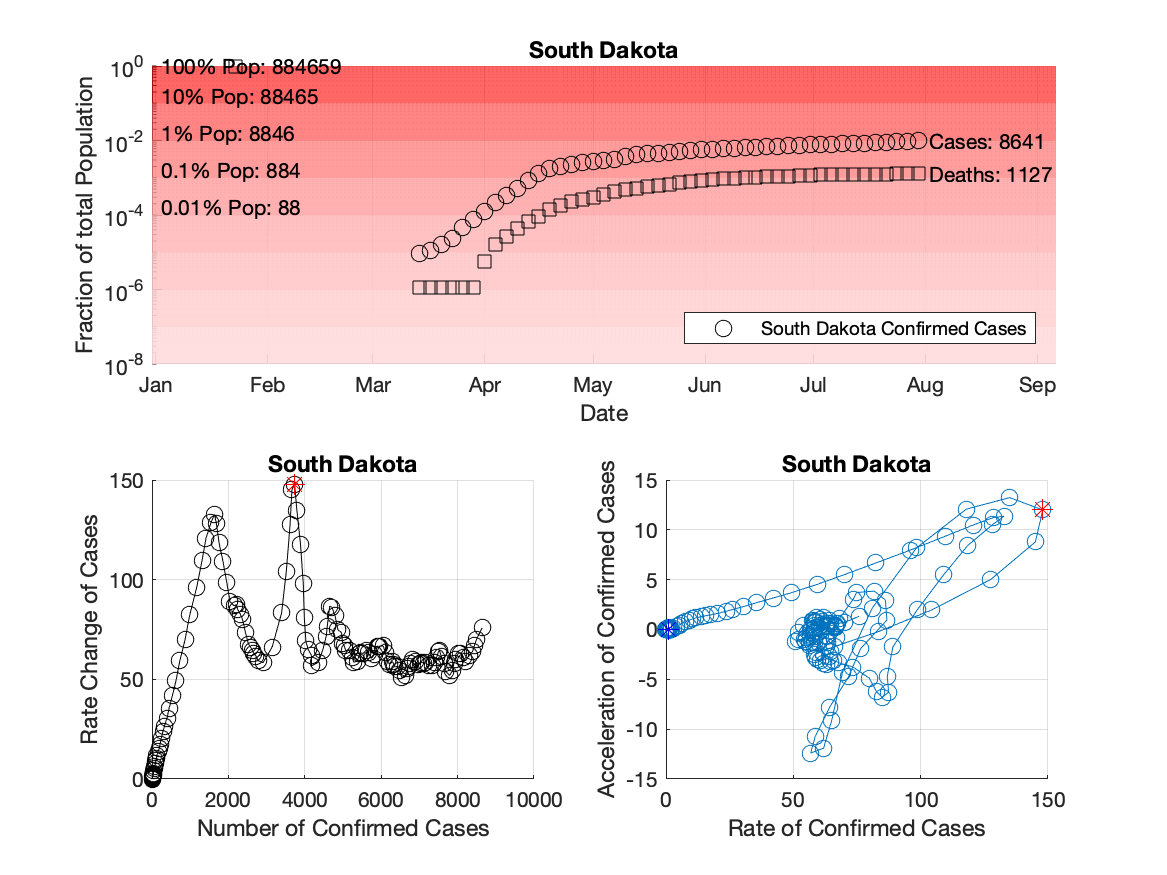 South Dakota
Fraction of total Population
10^0
10^-2
10^-4
10^-6
10^-8
100% Pop: 884659
10% Pop: 88465
1% Pop: 8846
0.1% Pop: 884
0.01% Pop: 88
Cases: 8641
Deaths: 1127
South Dakota Confirmed Cases
Jan Feb Mar Apr May Jun Jul Aug Sep
Date
South Dakota
Rate Change of Cases
150
100
50
0
0 2000 4000 6000 8000 10000
Number of Confirmed Cases
South Dakota
Acceleration of Confirmed Cases
15
10
5
0
-5
-10
-15
0 50 100 150
Rate of Confirmed Cases